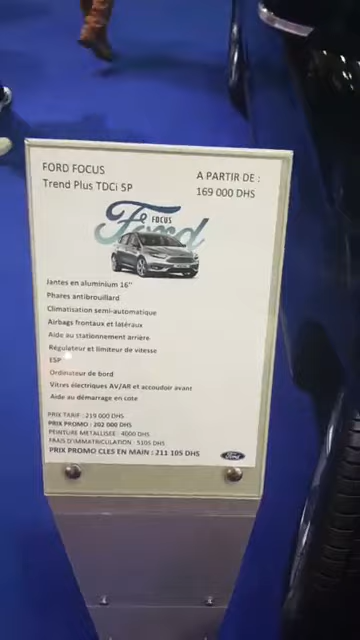 FORD FOCUS
Trend Plus TDCi 5P
A PARTIR DE :
169 000 DHS
FOCUS
Ford
Jantes en aluminium 16''
Phares antibrouillard
Climatisation semi-automatique
Airbags frontaux et latéraux
Aide au stationnement arrière
Régulateur et limiteur de vitesse
ESP
Ordinateur de bord
Vitres électriques AV/AR et accoudoir avant
Aide au démarrage en cote
PRIX TARIF : 219 000 DHS
PRIX PROMO : 202 000 DHS
PEINTURE METALLISEE : 4000 DHS
FRAIS D'IMMATRICULATION : 5105 DHS
PRIX PROMO CLES EN MAIN : 211 105 DHS
Ford